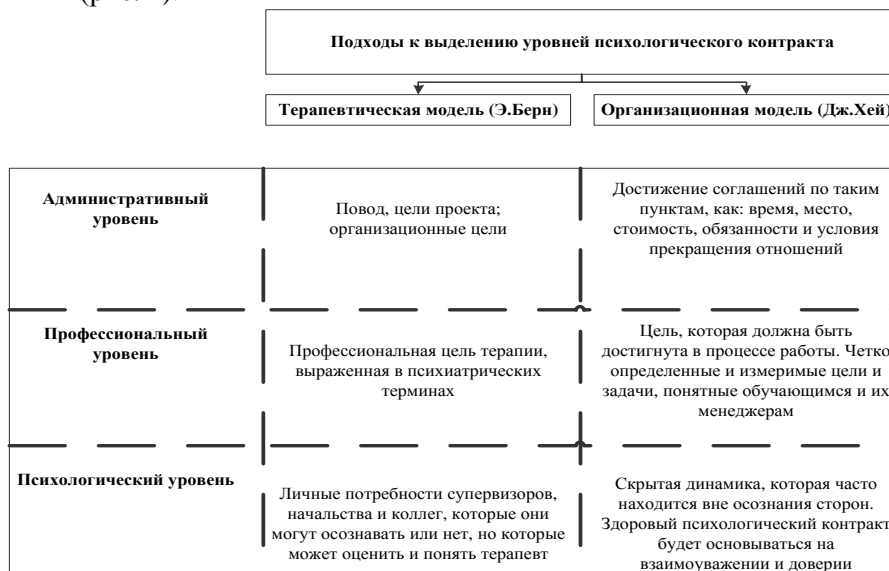 Подходы к выделению уровней психологического контракта
Терапевтическая модель (Э.Берн)
Организационная модель (Дж.Хей)
Административный
уровень
Повод, цели проекта;
организационные цели
Достижение соглашений по таким
пунктам, как: время, место,
стоимость, обязанности и условия
прекращения отношений
Профессиональный
уровень
Профессиональная цель терапии,
выраженная в психиатрических
терминах
Цель, которая должна быть
достигнута в процессе работы. Четко
определенные и измеримые цели и
задачи, понятные обучающимся и их
менеджерам
Психологический уровень
Личные потребности супервизоров,
начальства и коллег, которые они
могут осознавать или нет, но которые
может оценить и понять терапевт
Скрытая динамика, которая часто
находится вне осознания сторон.
Здоровый психологический контракт
будет основываться на
взаимоуважении и доверии